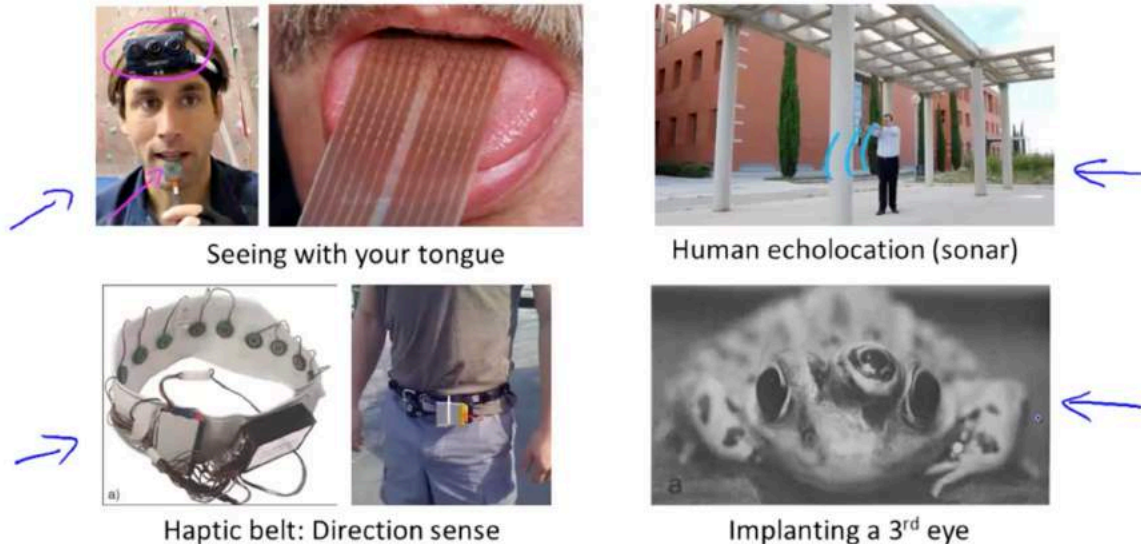 Seeing with your tongue
Human echolocation (sonar)
a)
Haptic belt: Direction sense
a
Implanting a 3rd eye